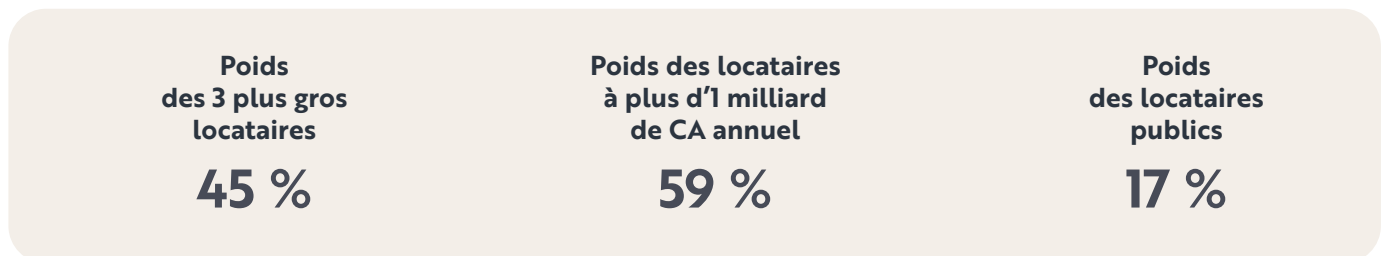 Poids
des 3 plus gros
locataires
45 %
Poids des locataires
à plus d’1 milliard
de CA annuel
59 %
Poids
des locataires
publics
17 %